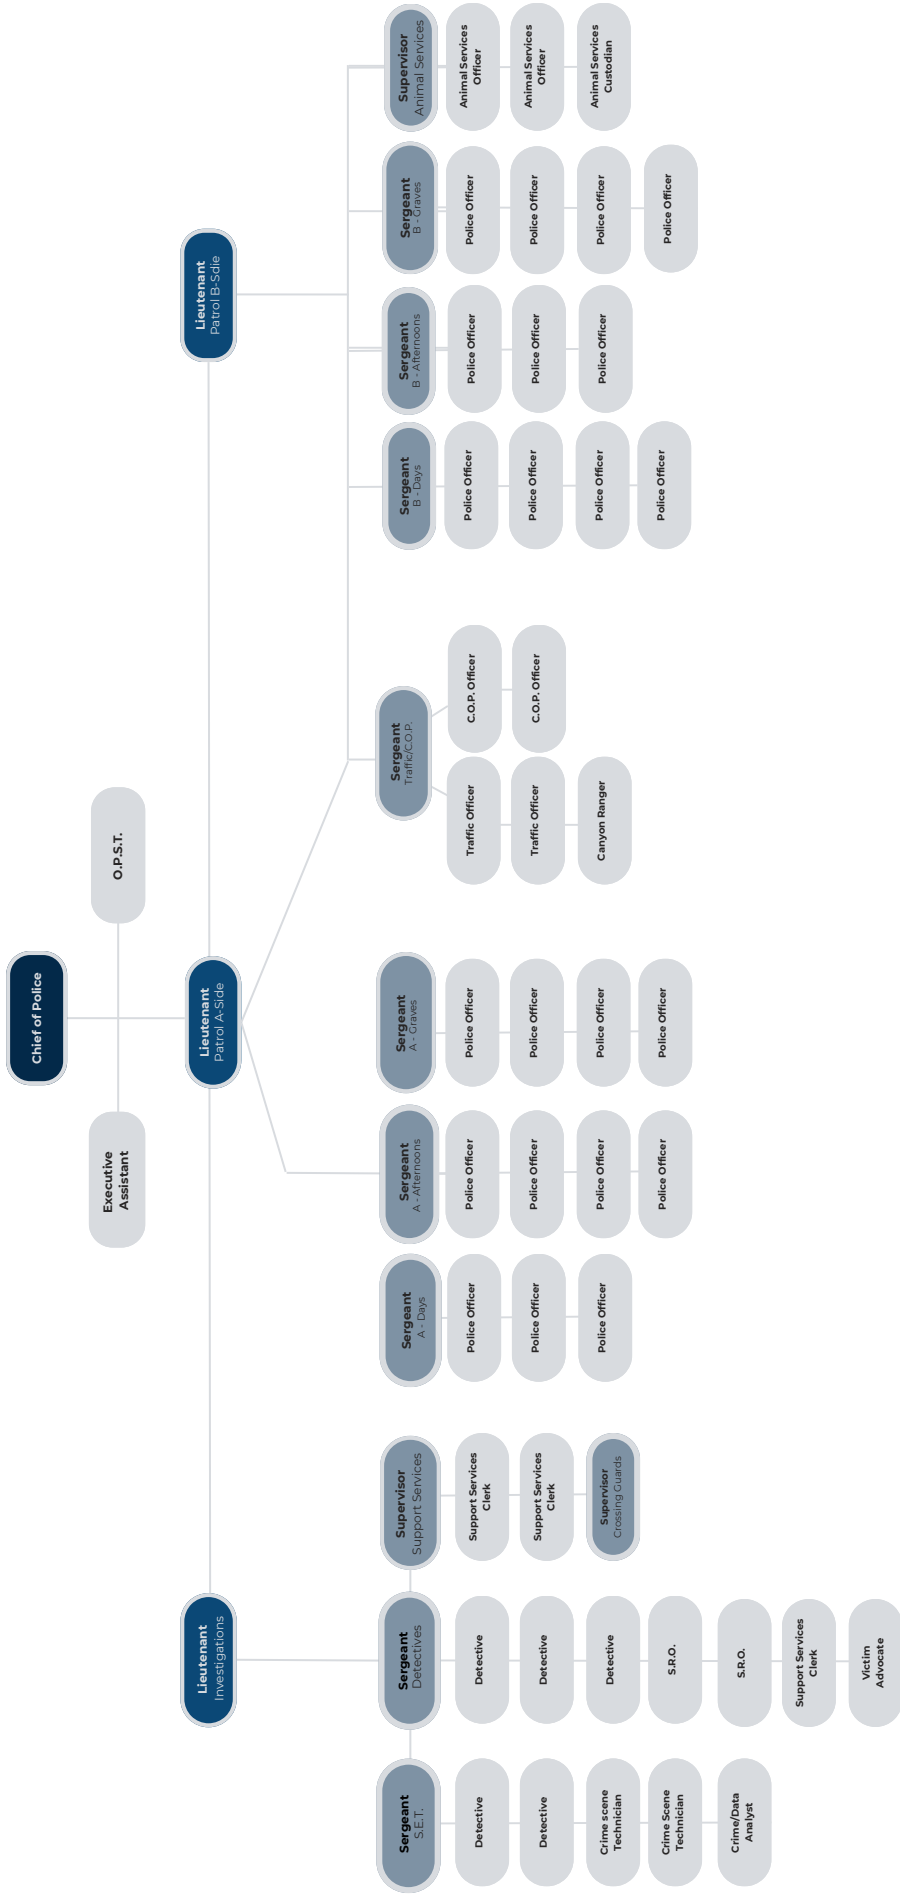 Chief of Police
Executive
Assistant
O.P.S.T.
Lieutenant
Investigations
Lieutenant
Patrol A-Side
Lieutenant
Patrol B-Sdie
Sergeant
S.E.T.
Detective
Detective
Crime scene
Technician
Crime Scene
Technician
Crime/Data
Analyst
Sergeant
Detectives
Detective
Detective
Detective
S.R.O.
S.R.O.
Support Services
Clerk
Victim
Advocate
Supervisor
Support Services
Support Services
Clerk
Support Services
Clerk
Supervisor
Crossing Guards
Sergeant
A - Days
Police Officer
Police Officer
Police Officer
Sergeant
A - Afternoons
Police Officer
Police Officer
Police Officer
Police Officer
Sergeant
A - Graves
Police Officer
Police Officer
Police Officer
Police Officer
Sergeant
Traffic/C.O.P.
Traffic Officer
Traffic Officer
Canyon Ranger
C.O.P. Officer
C.O.P. Officer
Sergeant
B - Days
Police Officer
Police Officer
Police Officer
Police Officer
Sergeant
B - Afternoons
Police Officer
Police Officer
Police Officer
Sergeant
B - Graves
Police Officer
Police Officer
Police Officer
Police Officer
Supervisor
Animal Services
Animal Services
Officer
Animal Services
Officer
Animal Services
Custodian